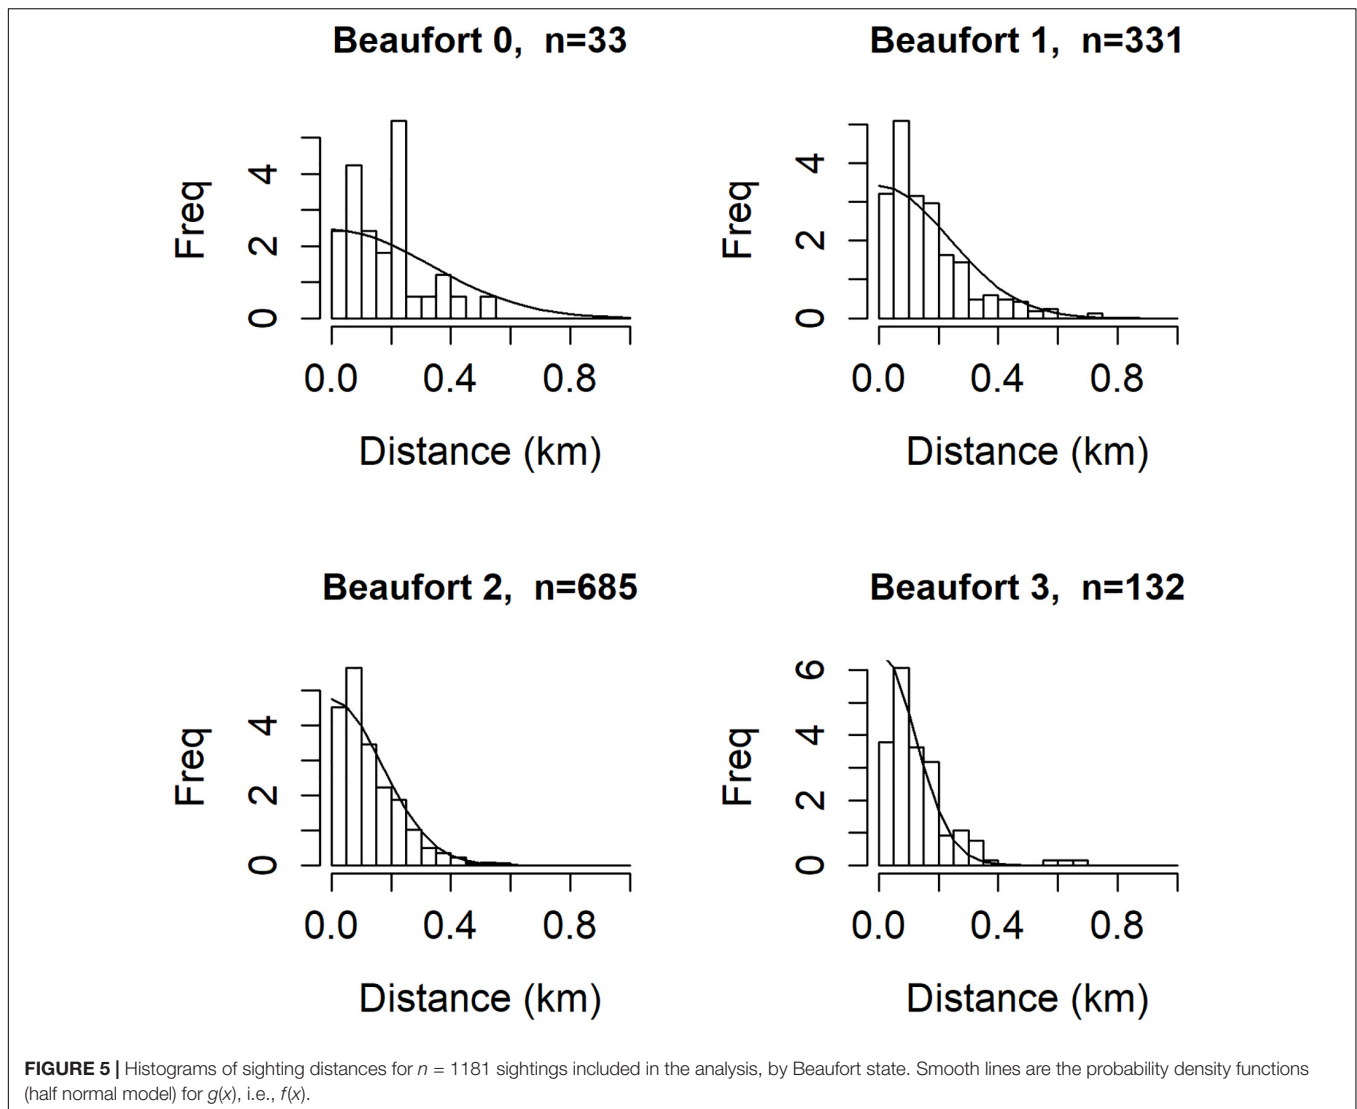 Beaufort 0,  n=33
Freq
0 2 4
0.0 0.4 0.8
Distance (km)
Beaufort 1,  n=331
Freq
0 2 4
0.0 0.4 0.8
Distance (km)
Beaufort 2,  n=685
Freq
0 2 4
0.0 0.4 0.8
Distance (km)
Beaufort 3,  n=132
Freq
0 2 4 6
0.0 0.4 0.8
Distance (km)
FIGURE 5 | Histograms of sighting distances for n = 1181 sightings included in the analysis, by Beaufort state. Smooth lines are the probability density functions
(half normal model) for g(x), i.e., f(x).